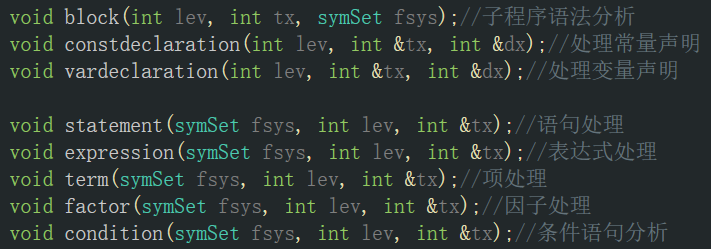 void block(int lev, int tx, symSet fsys);//子程序语法分析
void constdeclaration(int lev, int &tx, int &dx);//处理常量声明
void vardeclaration(int lev, int &tx, int &dx);//处理变量声明
void statement(symSet fsys, int lev, int &tx);//语句处理
void expression(symSet fsys, int lev, int &tx);//表达式处理
void term(symSet fsys, int lev, int &tx);//项处理
void factor(symSet fsys, int lev, int &tx);//因子处理
void condition(symSet fsys, int lev, int &tx);//条件语句分析